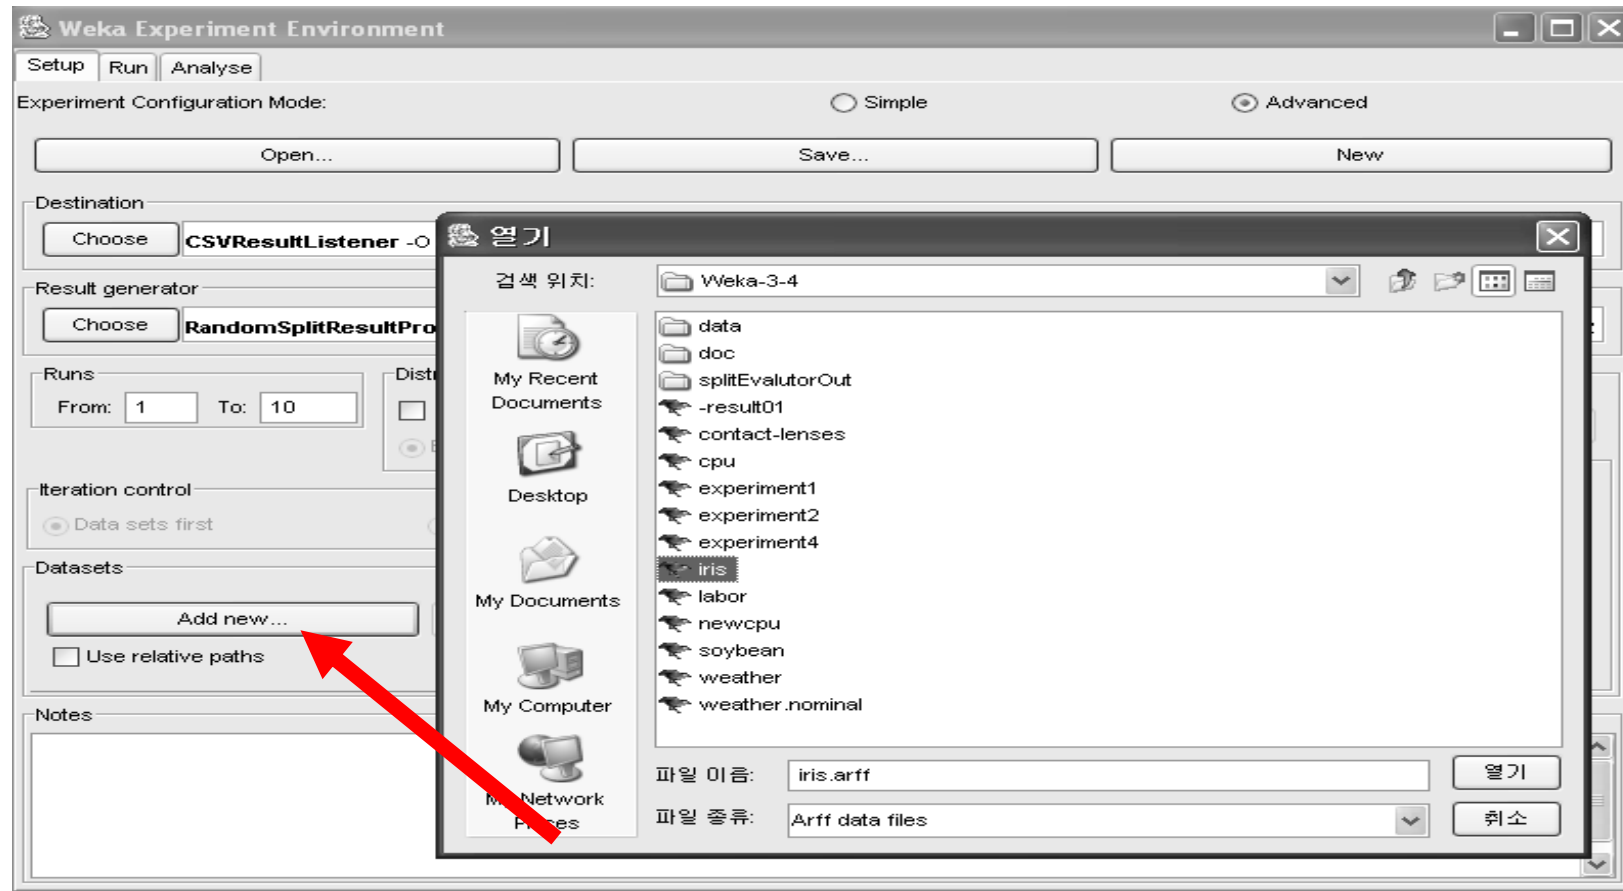 Weka Experiment Environment
Setup Run Analyse
Experiment Configuration Mode: Simple Advanced
Open... Save... New
Destination
Choose CSVResultListener -O
Result generator
Choose RandomSplitResultPro
Runs
From: 1 To: 10
Distr
Iteration control
Data sets first
Datasets
Add new...
Use relative paths
Notes
열기
검색 위치: Weka-3-4
My Recent
Documents
Desktop
My Documents
My Computer
My Network
data
doc
splitEvalutorOut
-result01
contact-lenses
cpu
experiment1
experiment2
experiment4
iris
labor
newcpu
soybean
weather
weather.nominal
파일 이름: iris.arff 열기
파일 종류: Arff data files 취소